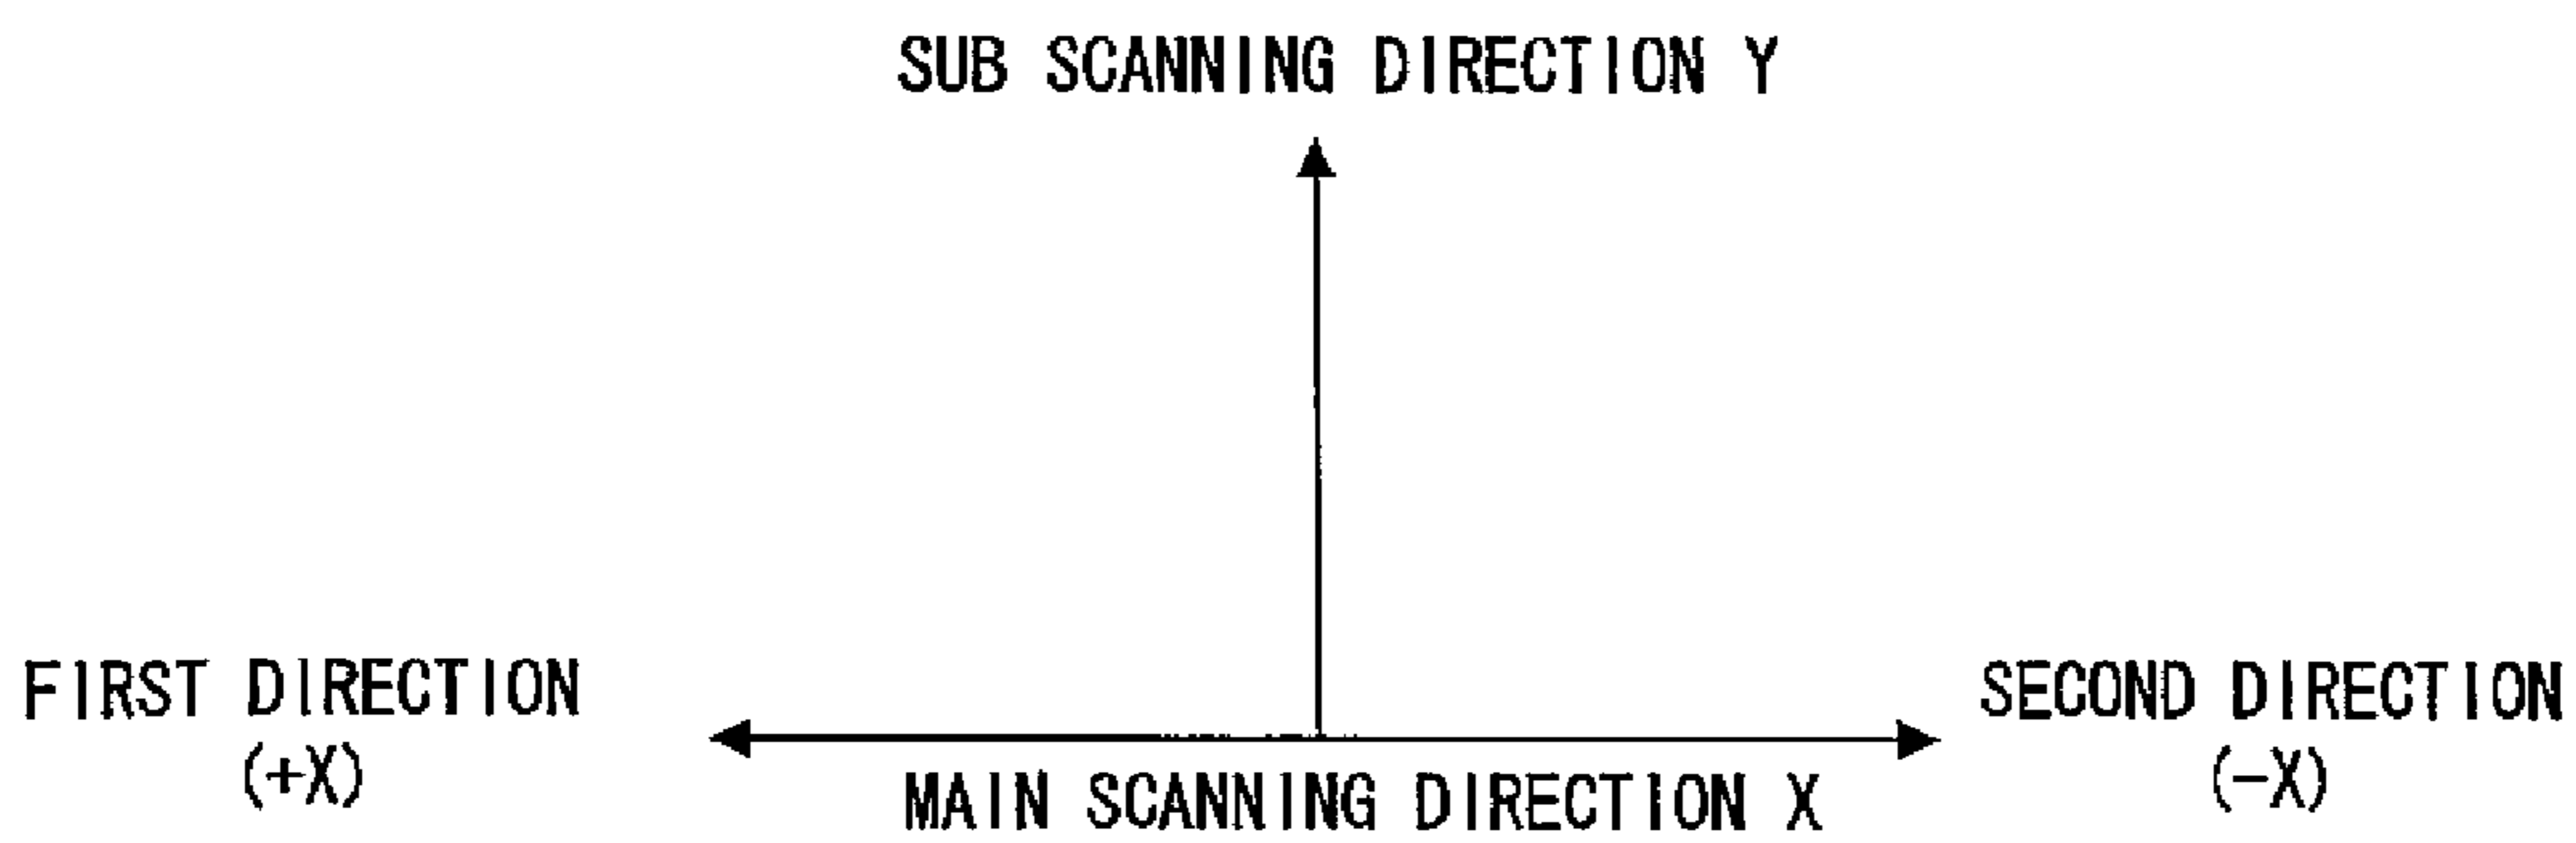 SUB SCANNING DIRECTION Y
FIRST DIRECTION
(+X)
MAIN SCANNING DIRECTION X
SECOND DIRECTION
(−X)